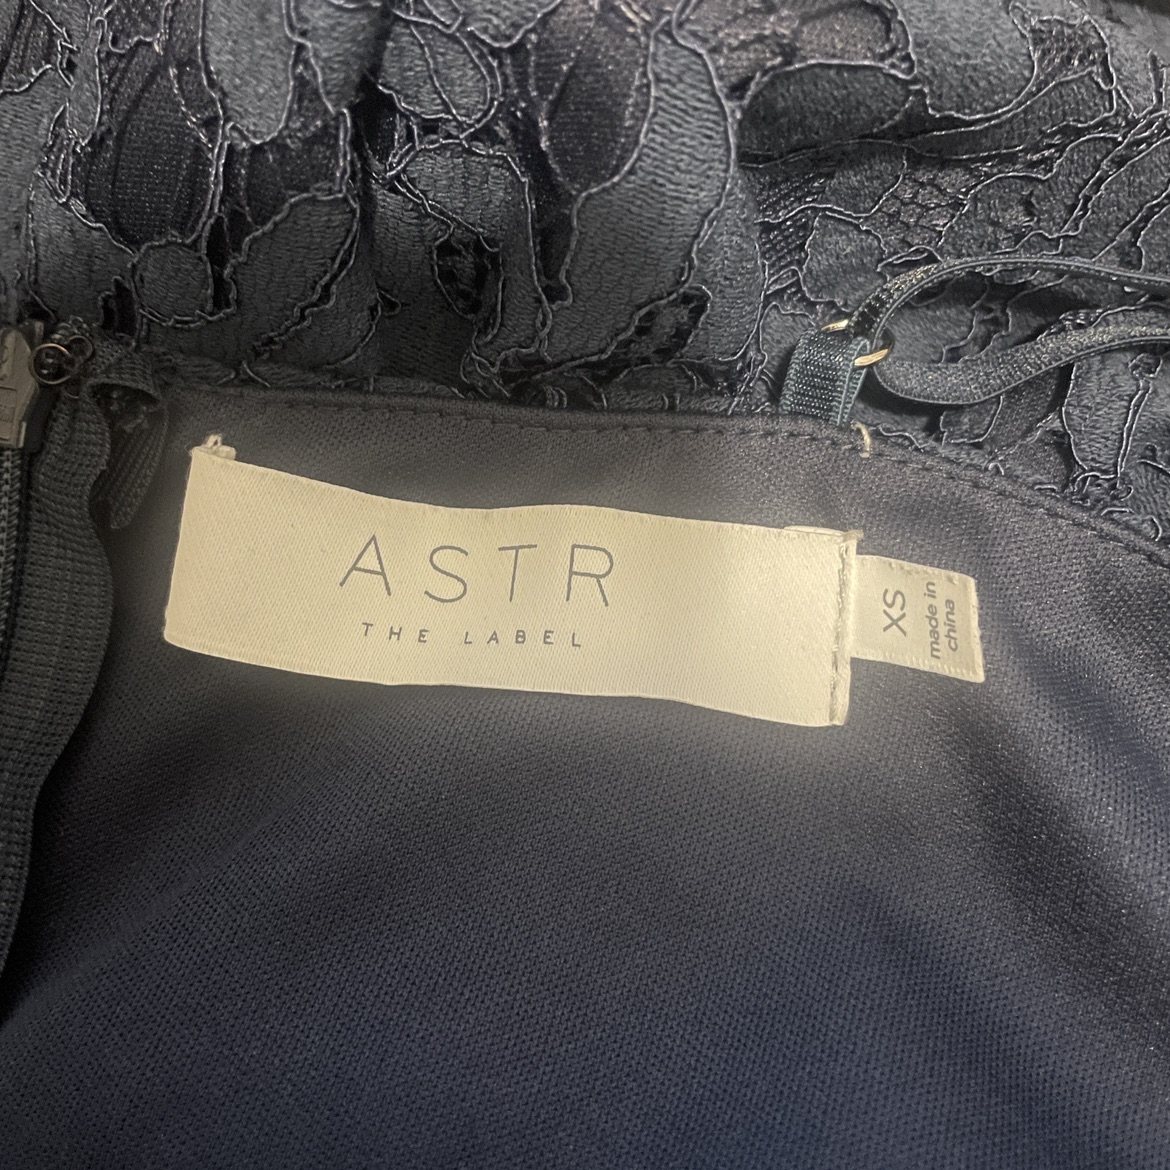 ASTR
THE LABEL
XS
made in
china